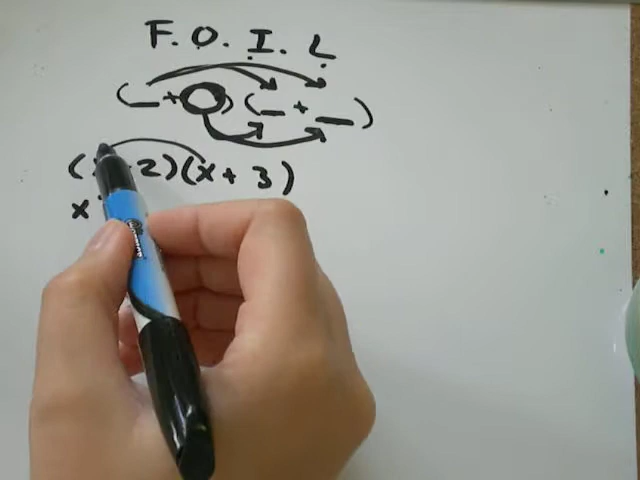 F. O. I. L.
(_ + O) (_ + _)
( 2)(x + 3)
x